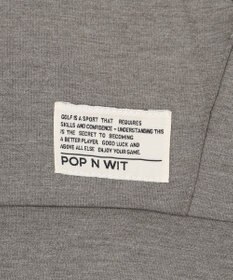 GOLF IS A SPORT THAT REQUIRES
SKILLS AND CONFIDENCE - UNDERSTANDING THIS
IS THE SECRET TO BECOMING
A BETTER PLAYER. GOOD LUCK AND
ABOVE ALL ELSE ENJOY YOUR GAME.
POP N WIT